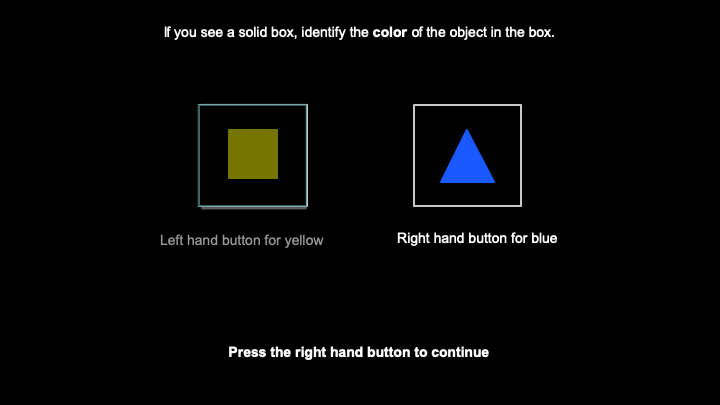 If you see a solid box, identify the color of the object in the box.
Left hand button for yellow
Right hand button for blue
Press the right hand button to continue